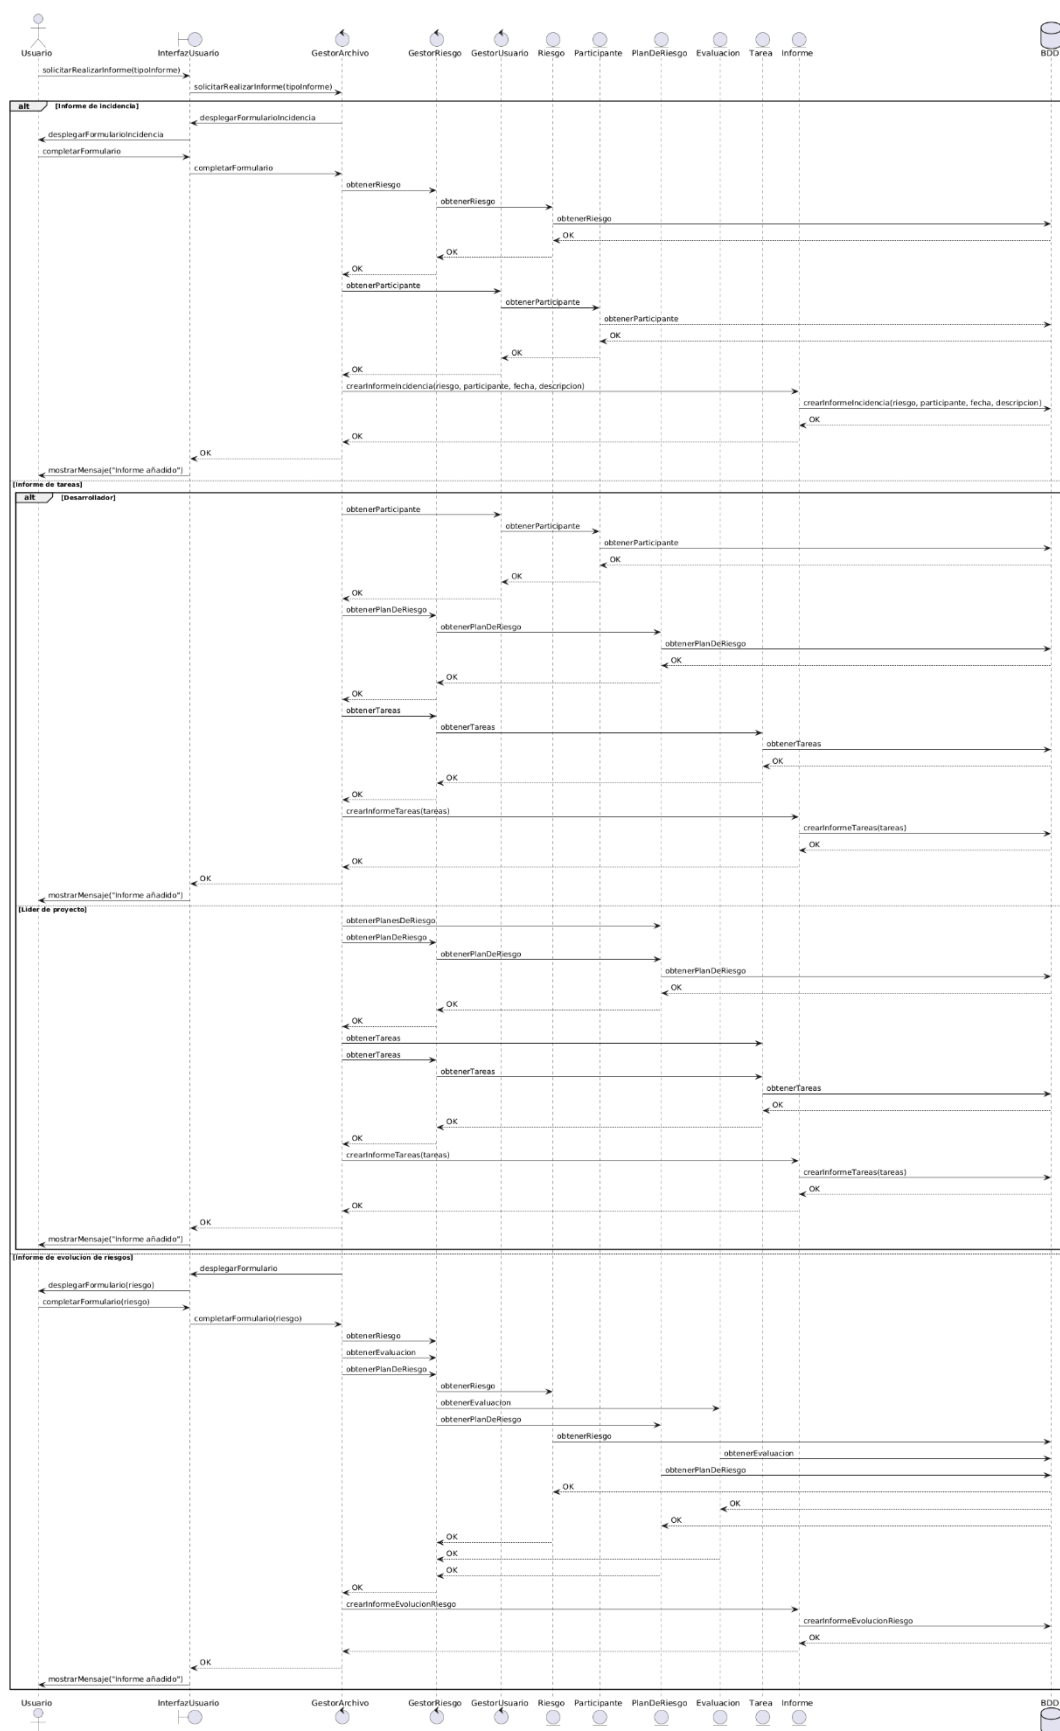 Usuario InterfazUsuario GestorArchivo GestorRiesgo GestorUsuario Riesgo Participante PlanDeRiesgo Evaluacion Tarea Informe BDD
solicitarRealizarInforme(tipoInforme)
solicitarRealizarInforme(tipoInforme)
alt [Informe de incidencia]
desplegarFormularioIncidencia
desplegarFormularioIncidencia
completarFormulario
completarFormulario
obtenerRiesgo
obtenerRiesgo
obtenerRiesgo
OK
OK
OK
obtenerParticipante
obtenerParticipante
obtenerParticipante
OK
OK
OK
crearInformeIncidencia(riesgo, participante, fecha, descripcion)
crearInformeIncidencia(riesgo, participante, fecha, descripcion)
OK
OK
OK
mostrarMensaje("Informe añadido")
[Informe de tareas]
alt [Desarrollador]
obtenerParticipante
obtenerParticipante
obtenerParticipante
OK
OK
OK
obtenerPlanDeRiesgo
obtenerPlanDeRiesgo
obtenerPlanDeRiesgo
OK
OK
OK
obtenerTareas
obtenerTareas
obtenerTareas
OK
OK
OK
crearInformeTareas(tareas)
crearInformeTareas(tareas)
OK
OK
OK
mostrarMensaje("Informe añadido")
[Lider de proyecto]
obtenerPlanesDeRiesgo
obtenerPlanDeRiesgo
obtenerPlanDeRiesgo
obtenerPlanDeRiesgo
OK
OK
OK
obtenerTareas
obtenerTareas
obtenerTareas
obtenerTareas
OK
OK
OK
crearInformeTareas(tareas)
crearInformeTareas(tareas)
OK
OK
OK
mostrarMensaje("Informe añadido")
[Informe de evolucion de riesgos]
desplegarFormulario
desplegarFormulario(riesgo)
completarFormulario(riesgo)
completarFormulario(riesgo)
obtenerRiesgo
obtenerEvaluacion
obtenerPlanDeRiesgo
obtenerRiesgo
obtenerEvaluacion
obtenerPlanDeRiesgo
obtenerRiesgo
obtenerEvaluacion
obtenerPlanDeRiesgo
OK
OK
OK
OK
OK
OK
OK
crearInformeEvolucionRiesgo
crearInformeEvolucionRiesgo
OK
OK
mostrarMensaje("Informe añadido")
Usuario InterfazUsuario GestorArchivo GestorRiesgo GestorUsuario Riesgo Participante PlanDeRiesgo Evaluacion Tarea Informe BDD